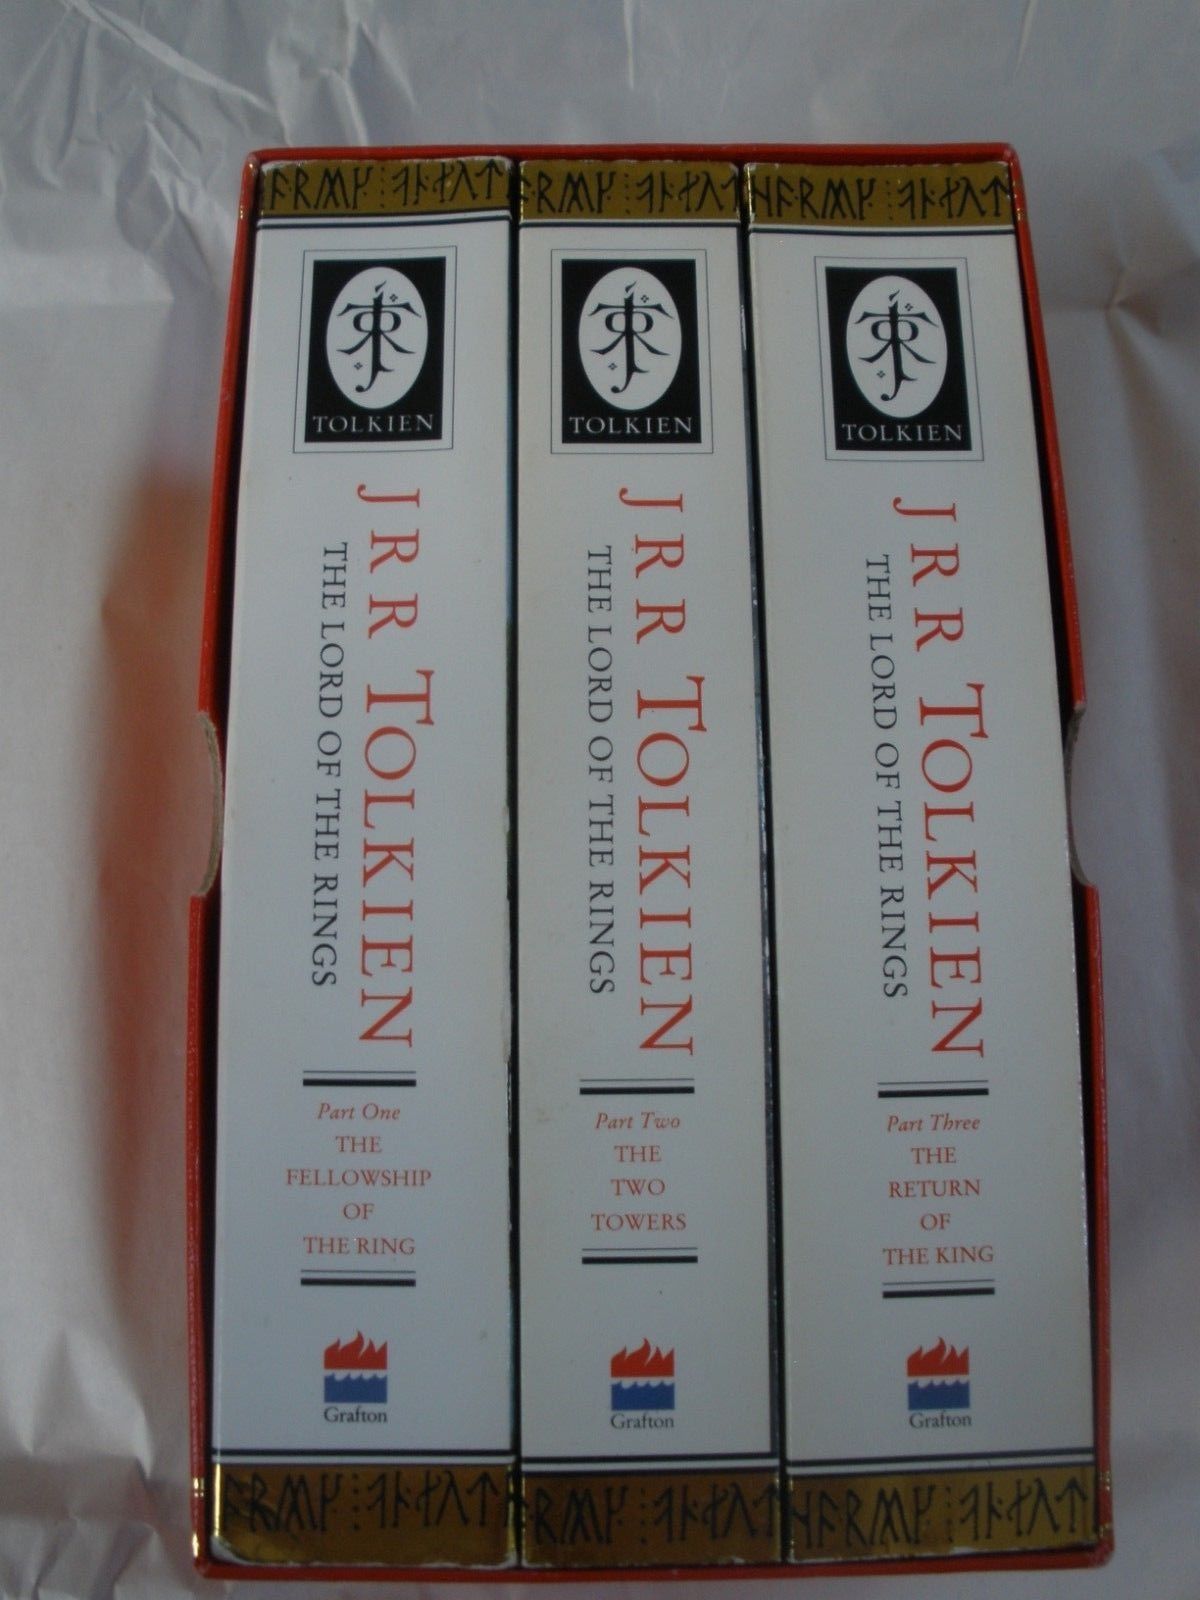 TOLKIEN
J R R TOLKIEN
THE LORD OF THE RINGS
Part One
THE
FELLOWSHIP
OF
THE RING
Grafton
TOLKIEN
J R R TOLKIEN
THE LORD OF THE RINGS
Part Two
THE
TWO
TOWERS
Grafton
TOLKIEN
J R R TOLKIEN
THE LORD OF THE RINGS
Part Three
THE
RETURN
OF
THE KING
Grafton